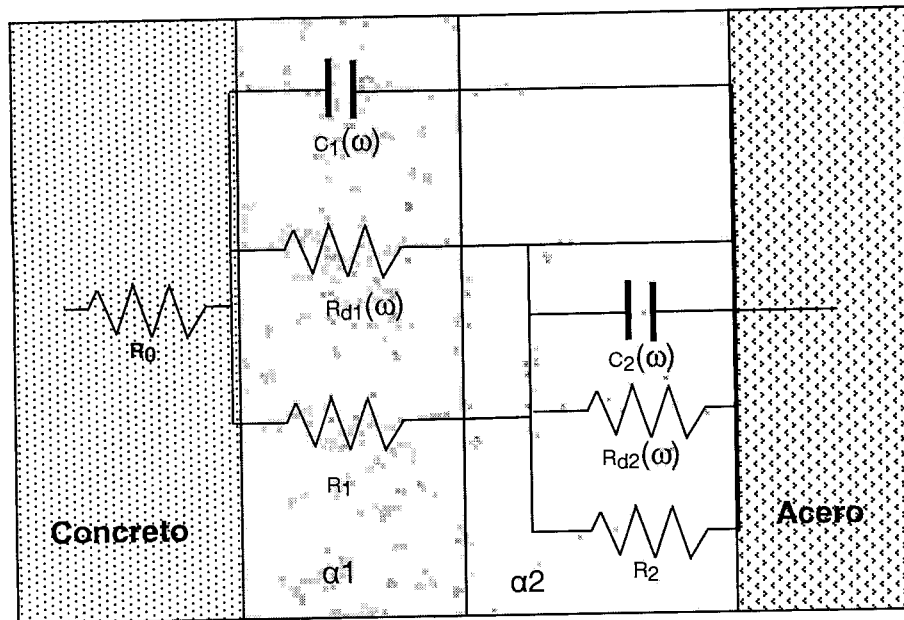 C1(ω)
Rd1(ω)
R0
C2(ω)
Rd2(ω)
R1
R2
Concreto
Acero
α1
α2